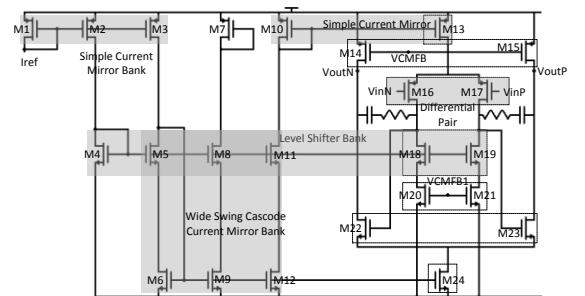 M1
M2
M3
M7
M10
Simple Current Mirror
M13
Iref
Simple Current
Mirror Bank
M14
VCMFB
M15
VoutN
VoutP
VinN
M16
M17
VinP
Differential
Pair
Level Shifter Bank
M4
M5
M8
M11
M18
M19
VCMFB1
M20
M21
Wide Swing Cascode
Current Mirror Bank
M22
M23
M6
M9
M12
M24